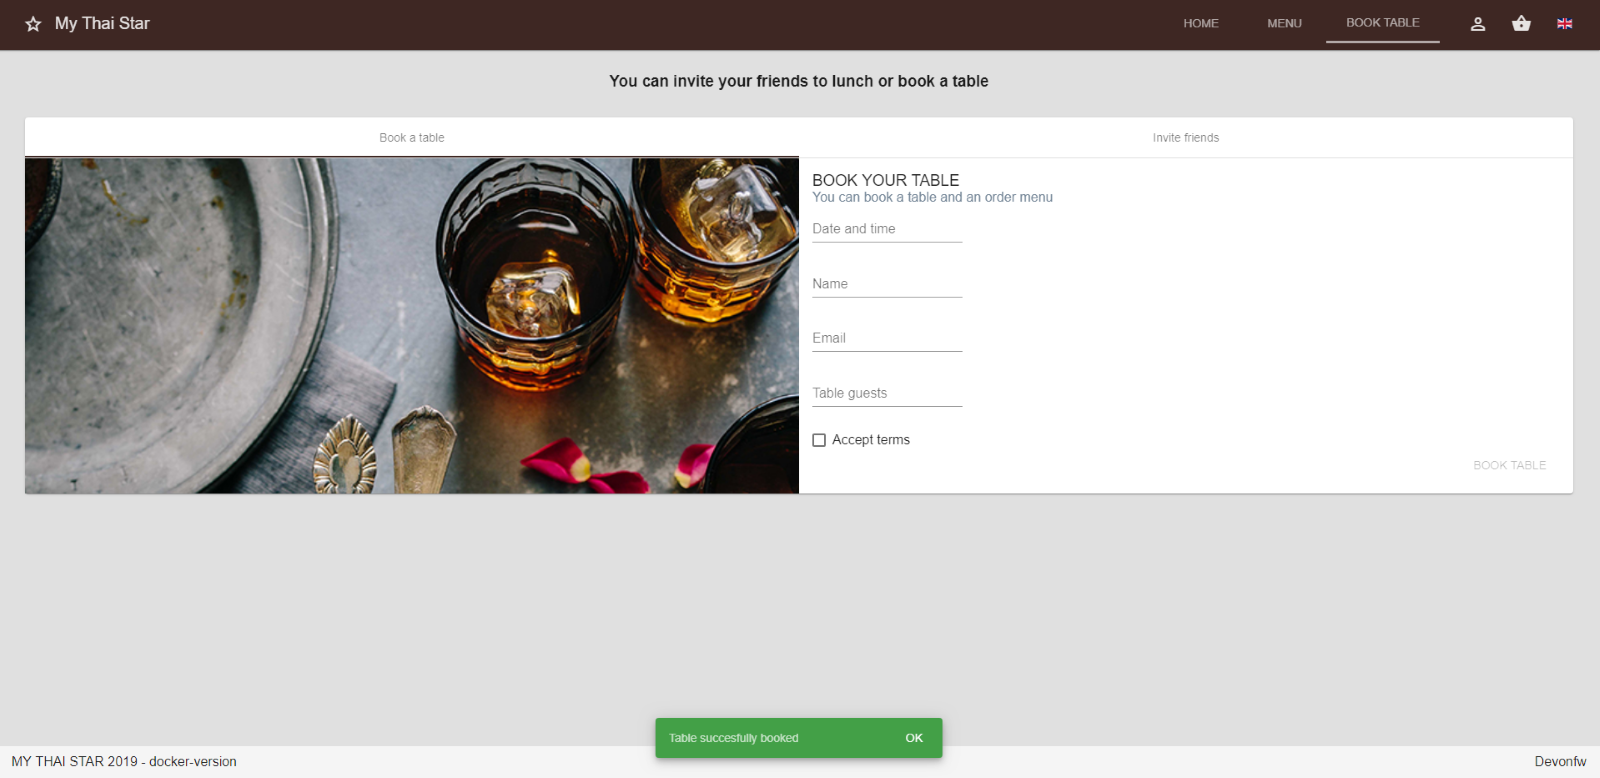 My Thai Star
HOME
MENU
BOOK TABLE
You can invite your friends to lunch or book a table
Book a table
Invite friends
BOOK YOUR TABLE
You can book a table and an order menu
Date and time
Name
Email
Table guests
Accept terms
BOOK TABLE
Table succesfully booked
OK
MY THAI STAR 2019 - docker-version
Devonfw